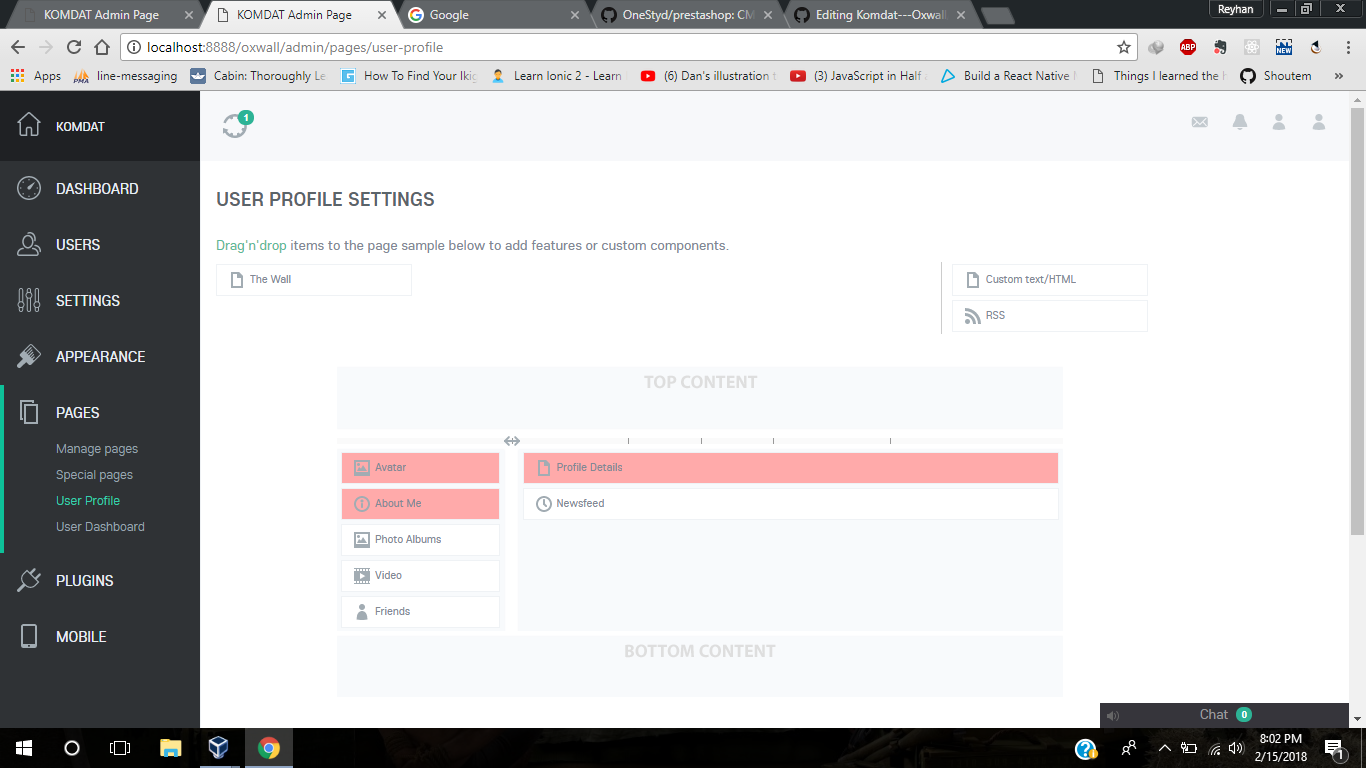 KOMDAT Admin Page
KOMDAT Admin Page
Google
OneStyd/prestashop: CM
Editing Komdat---Oxwall
Reyhan
localhost:8888/oxwall/admin/pages/user-profile
ABP
NEW
Apps
PMA
line-messaging
Cabin: Thoroughly Le
How To Find Your Iki
Learn Ionic 2 - Learn
(6) Dan's illustration t
(3) JavaScript in Half a
Build a React Native
Things I learned the h
Shoutem
»
KOMDAT
1
DASHBOARD
USERS
SETTINGS
APPEARANCE
PAGES
Manage pages
Special pages
User Profile
User Dashboard
PLUGINS
MOBILE
USER PROFILE SETTINGS
Drag'n'drop items to the page sample below to add features or custom components.
The Wall
Custom text/HTML
RSS
TOP CONTENT
Avatar
About Me
Photo Albums
Video
Friends
Profile Details
Newsfeed
BOTTOM CONTENT
Chat 0
8:02 PM
2/15/2018
1